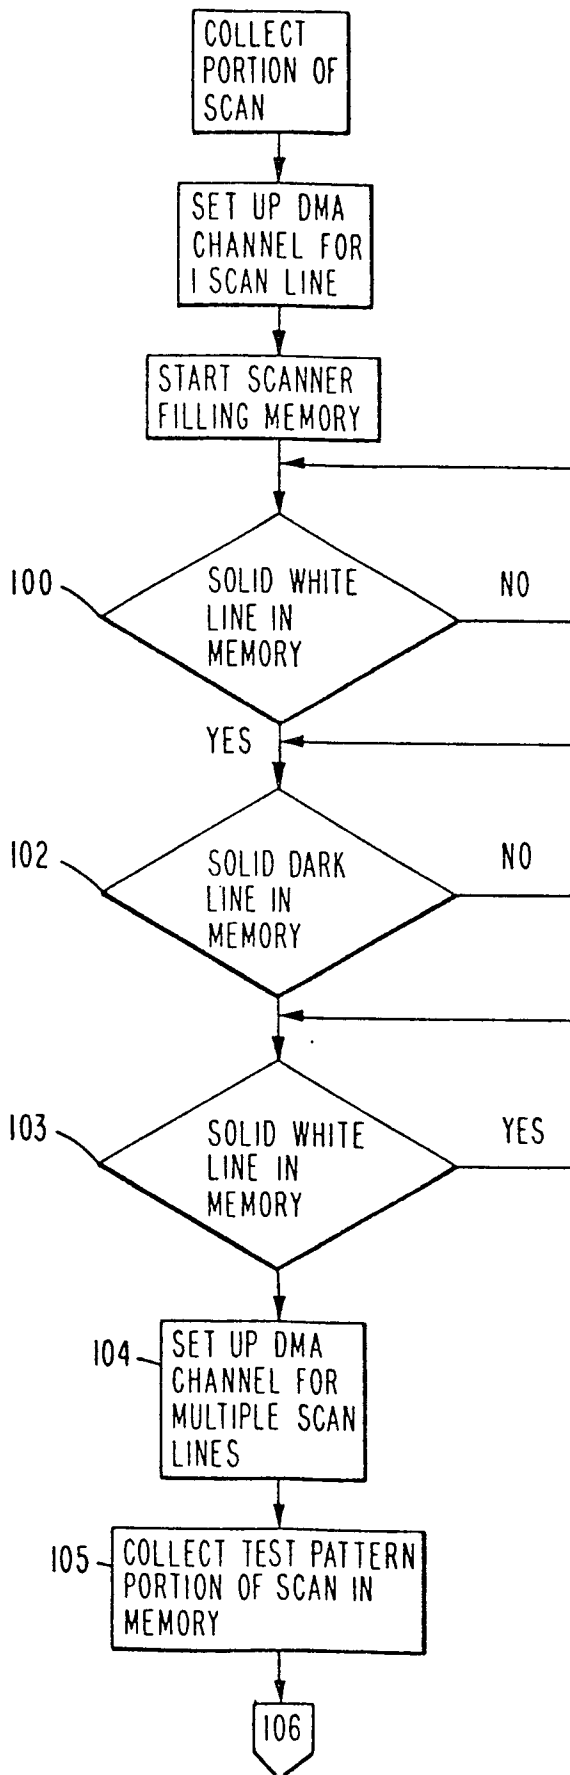 COLLECT
PORTION OF
SCAN
SET UP DMA
CHANNEL FOR
1 SCAN LINE
START SCANNER
FILLING MEMORY
100
SOLID WHITE
LINE IN
MEMORY
NO
YES
102
SOLID DARK
LINE IN
MEMORY
NO
103
SOLID WHITE
LINE IN
MEMORY
YES
104
SET UP DMA
CHANNEL FOR
MULTIPLE SCAN
LINES
105
COLLECT TEST PATTERN
PORTION OF SCAN IN
MEMORY
106